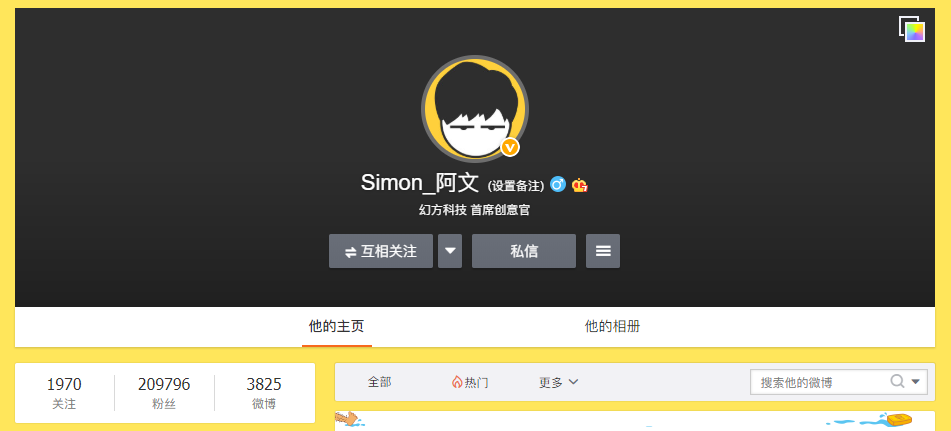 Simon_阿文 (设置备注)
幻方科技 首席创意官
互相关注 私信
他的主页 他的相册
1970 209796 3825
关注 粉丝 微博
全部 热门 更多 搜索他的微博